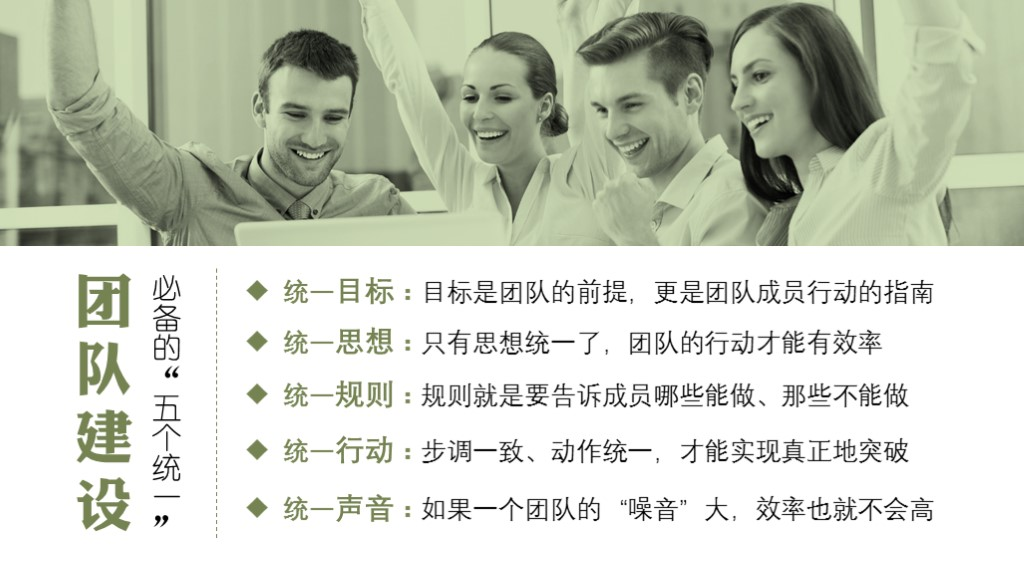 团队建设
必备的“五个统一”
◆ 统一目标：目标是团队的前提，更是团队成员行动的指南
◆ 统一思想：只有思想统一了，团队的行动才能有效率
◆ 统一规则：规则就是要告诉成员哪些能做、那些不能做
◆ 统一行动：步调一致、动作统一，才能实现真正地突破
◆ 统一声音：如果一个团队的“噪音”大，效率也就不会高